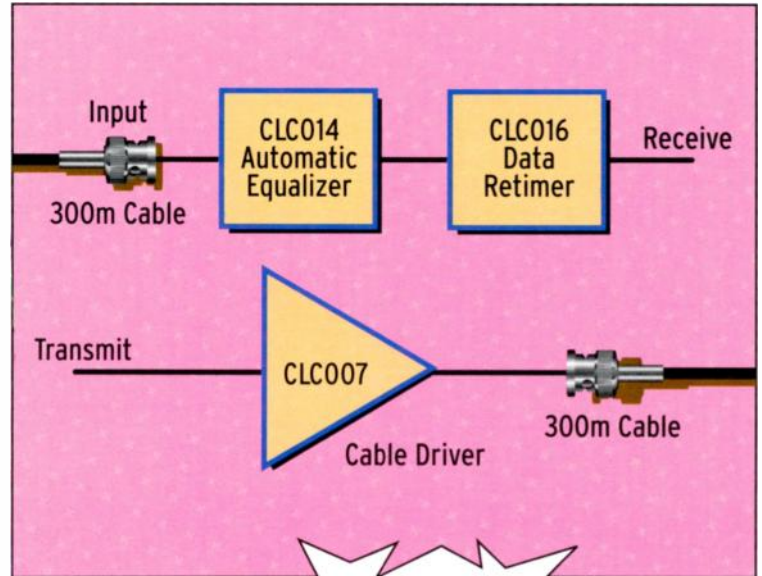 Input
300m Cable
CLC014
Automatic
Equalizer
CLC016
Data
Retimer
Receive
Transmit
CLC007
Cable Driver
300m Cable